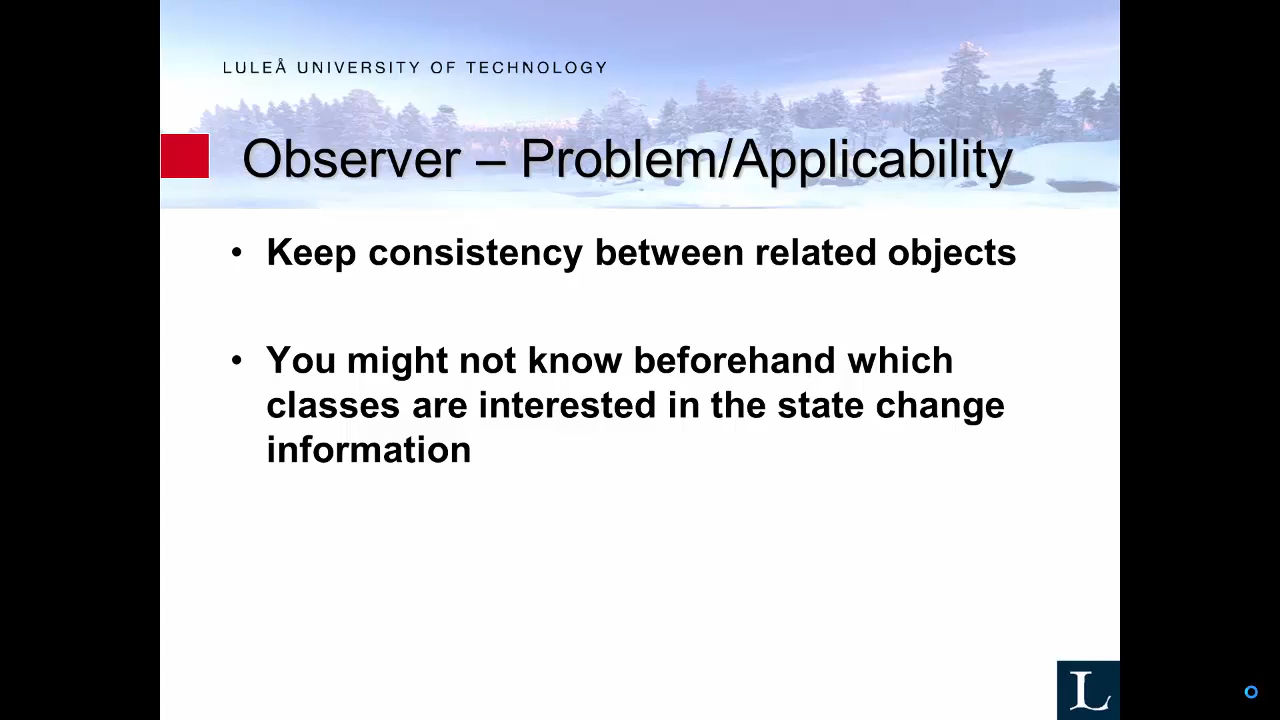 LULEÅ UNIVERSITY OF TECHNOLOGY
Observer – Problem/Applicability
• Keep consistency between related objects
• You might not know beforehand which
classes are interested in the state change
information
L